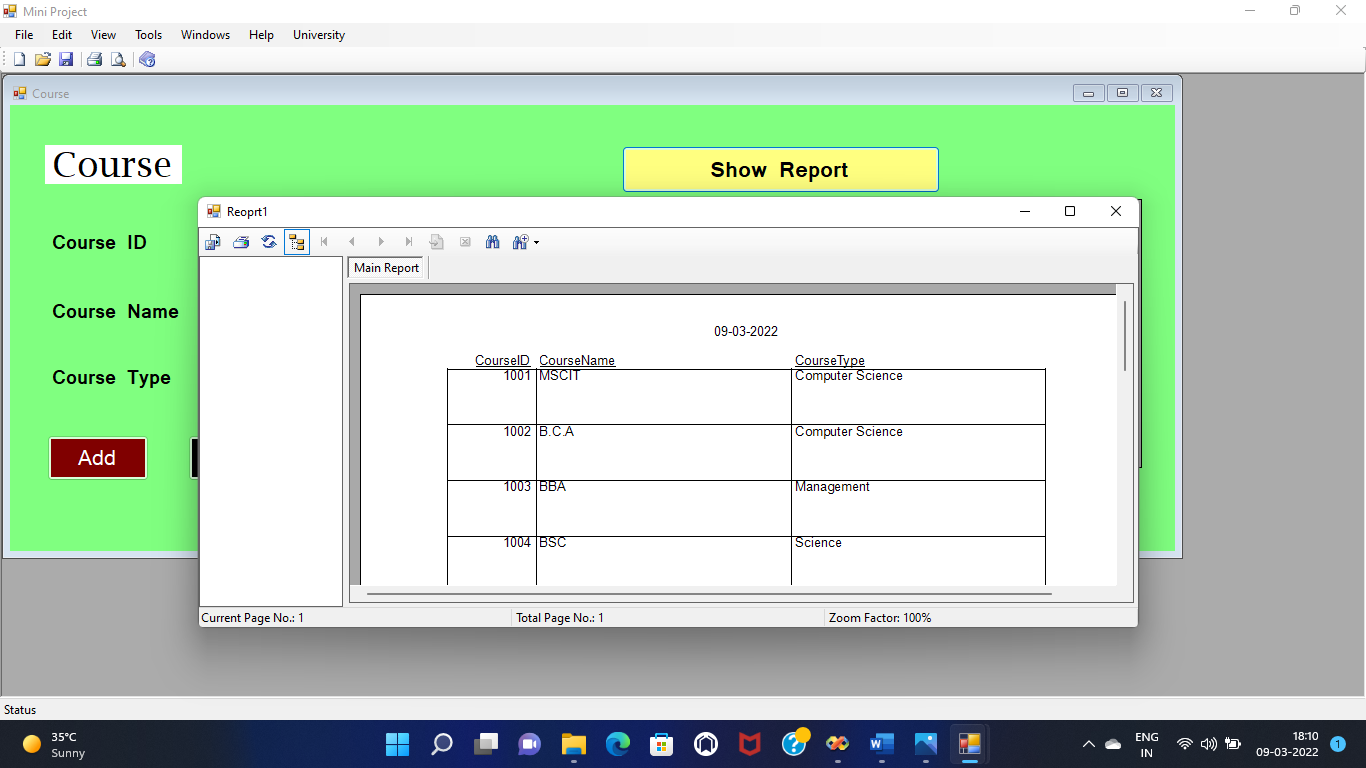 Mini Project
File Edit View Tools Windows Help University
Course
Course
Show Report
Reoprt1
Course ID
Main Report
09-03-2022
Course Name
CourseID CourseName CourseType
1001 MSCIT Computer Science
Course Type
1002 B.C.A Computer Science
Add
1003 BBA Management
1004 BSC Science
Current Page No.: 1 Total Page No.: 1 Zoom Factor: 100%
Status
35°C
Sunny
ENG
IN
18:10
09-03-2022
1